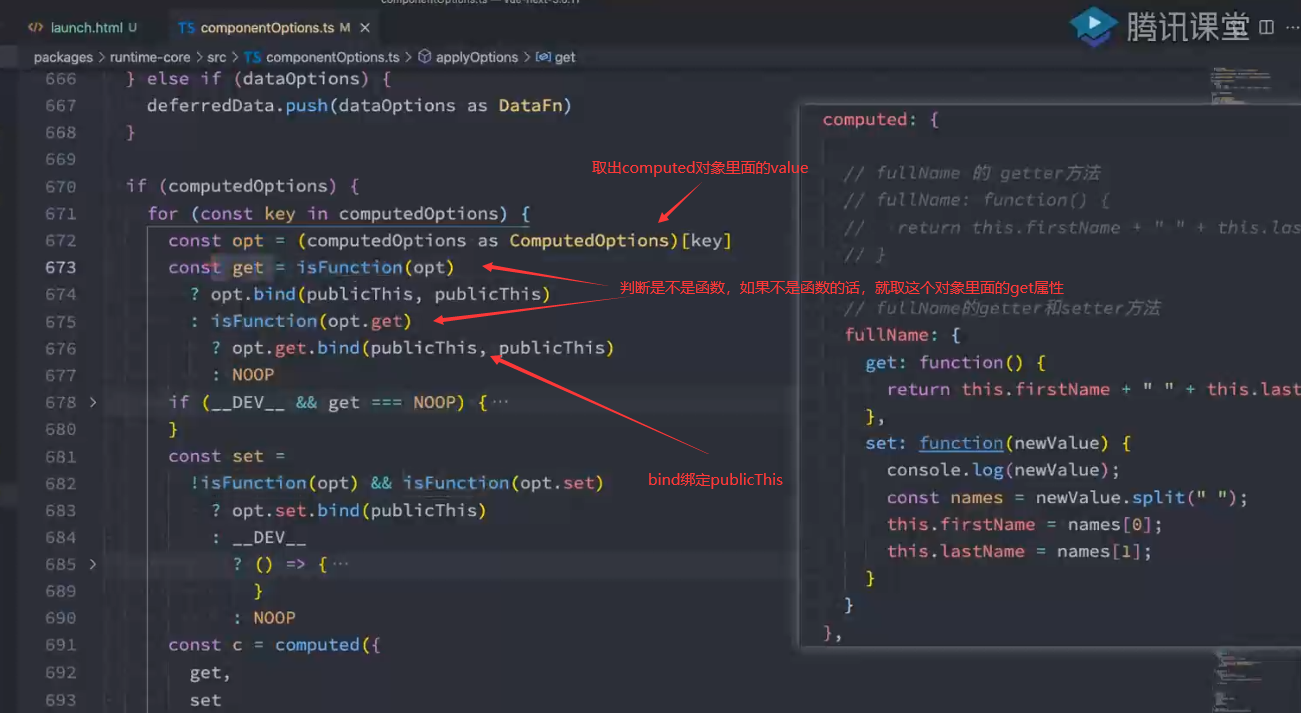 launch.html U
TS componentOptions.ts M
腾讯课堂
packages > runtime-core > src > TS componentOptions.ts > applyOptions > get
666 } else if (dataOptions) {
667 deferredData.push(dataOptions as DataFn)
668 }
669
670 if (computedOptions) {
671 for (const key in computedOptions) {
672 const opt = (computedOptions as ComputedOptions)[key]
673 const get = isFunction(opt)
674 ? opt.bind(publicThis, publicThis)
675 : isFunction(opt.get)
676 ? opt.get.bind(publicThis, publicThis)
677 : NOOP
678 if (__DEV__ && get === NOOP) {···
680 }
681 const set =
682 !isFunction(opt) && isFunction(opt.set)
683 ? opt.set.bind(publicThis)
684 : __DEV__
685 ? () => {···
689 }
690 : NOOP
691 const c = computed({
692 get,
693 set
取出computed对象里面的value
判断是不是函数，如果不是函数的话，就取这个对象里面的get属性
bind绑定publicThis
computed: {
// fullName 的 getter方法
// fullName: function() {
// return this.firstName + " " + this.las
// }
// fullName的getter和setter方法
fullName: {
get: function() {
return this.firstName + " " + this.last
},
set: function(newValue) {
console.log(newValue);
const names = newValue.split(" ");
this.firstName = names[0];
this.lastName = names[1];
}
}
},